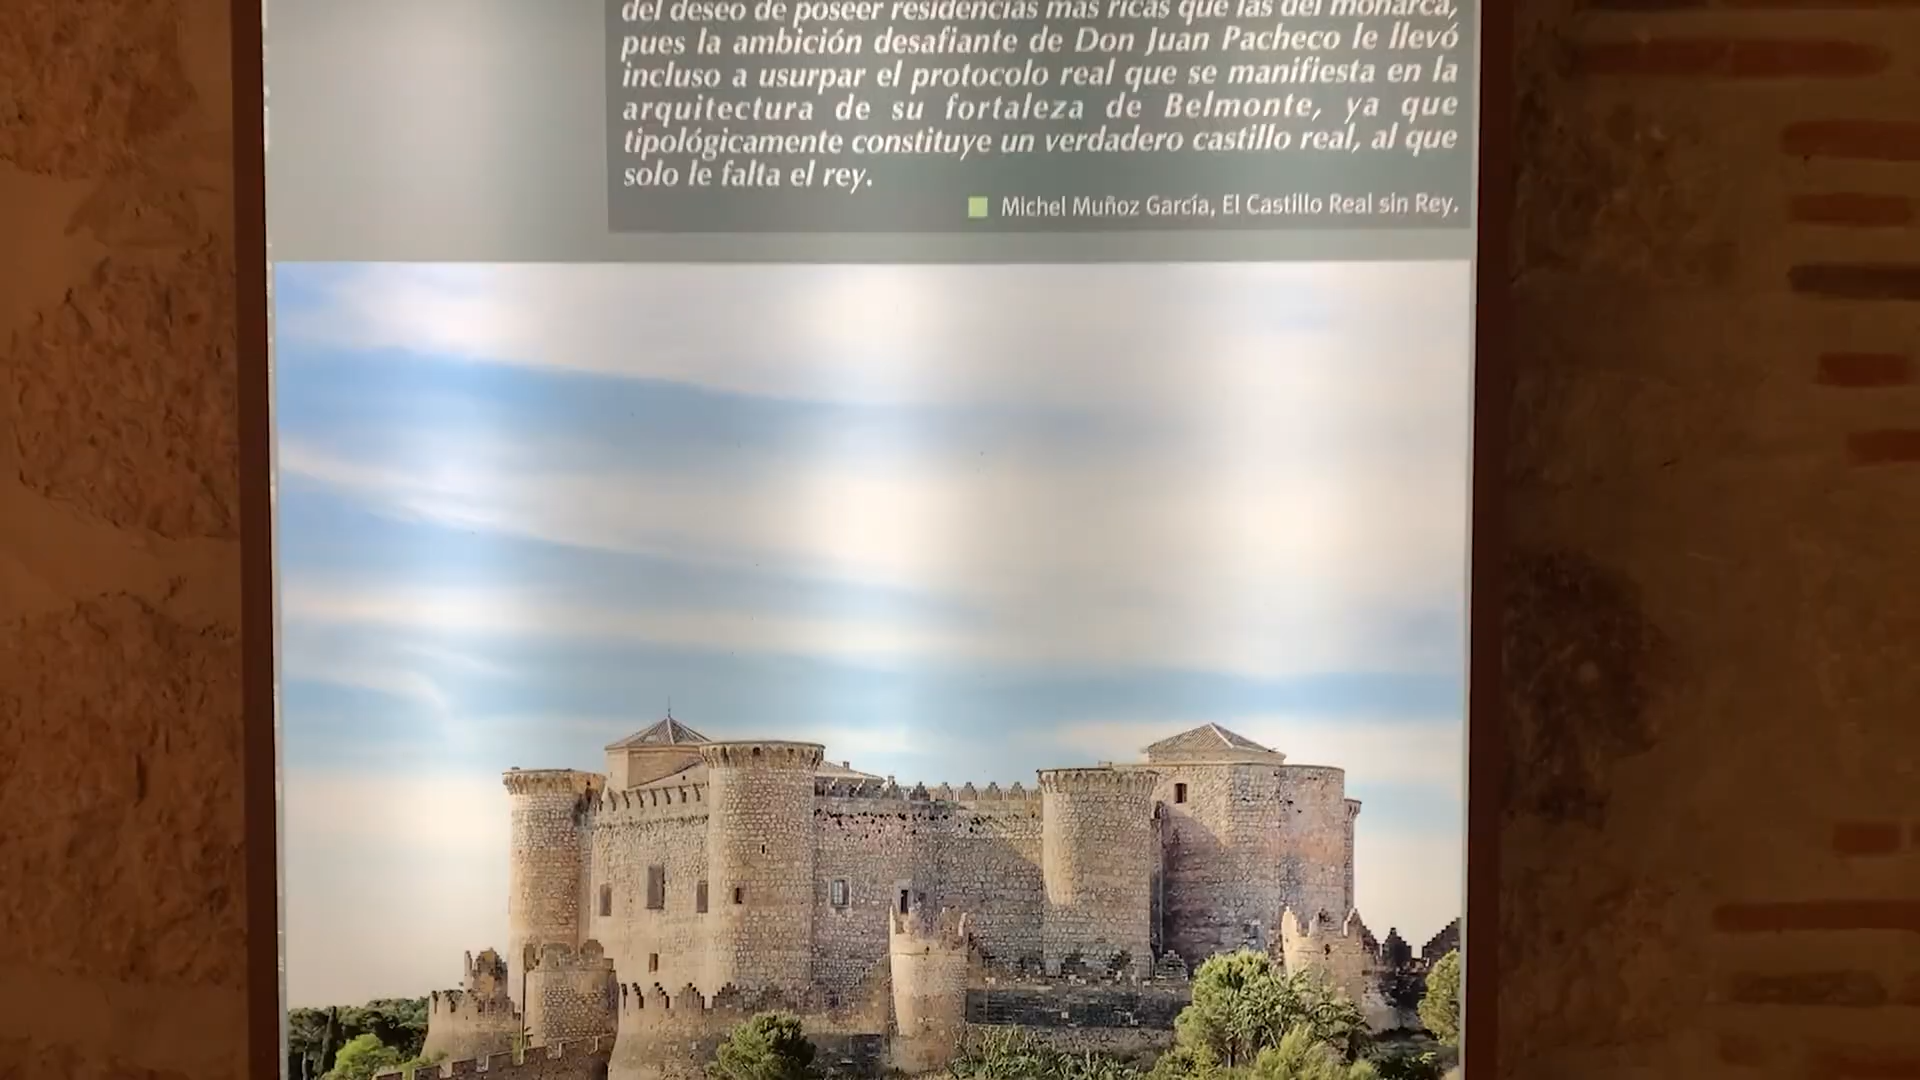 del deseo de poseer residencias más ricas que las del monarca,
pues la ambición desafiante de Don Juan Pacheco le llevó
incluso a usurpar el protocolo real que se manifiesta en la
arquitectura de su fortaleza de Belmonte, ya que
tipológicamente constituye un verdadero castillo real, al que
solo le falta el rey.
Michel Muñoz García, El Castillo Real sin Rey.